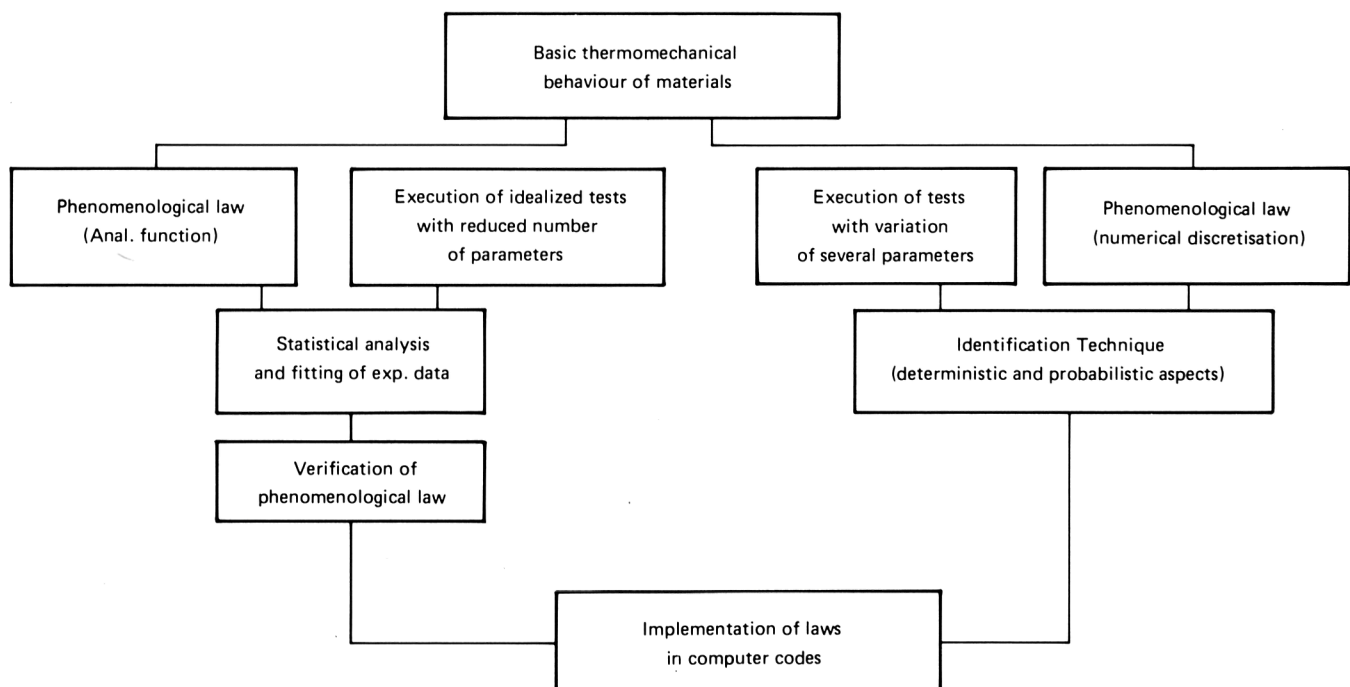 Basic thermomechanical
behaviour of materials
Phenomenological law
(Anal. function)
Execution of idealized tests
with reduced number
of parameters
Execution of tests
with variation
of several parameters
Phenomenological law
(numerical discretisation)
Statistical analysis
and fitting of exp. data
Identification Technique
(deterministic and probabilistic aspects)
Verification of
phenomenological law
Implementation of laws
in computer codes